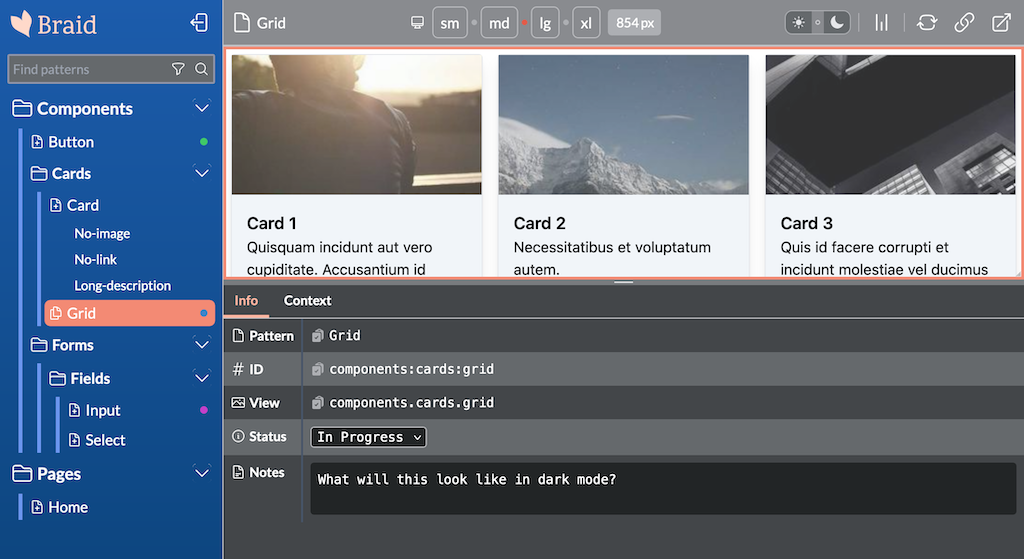 Braid
Find patterns
Components
Button
Cards
Card
No-image
No-link
Long-description
Grid
Forms
Fields
Input
Select
Pages
Home
Grid
sm md lg xl 854 px
Card 1
Quisquam incidunt aut vero
cupiditate. Accusantium id
Card 2
Necessitatibus et voluptatum
autem.
Card 3
Quis id facere corrupti et
incidunt molestiae vel ducimus
Info Context
Pattern Grid
ID components:cards:grid
View components.cards.grid
Status In Progress
Notes What will this look like in dark mode?